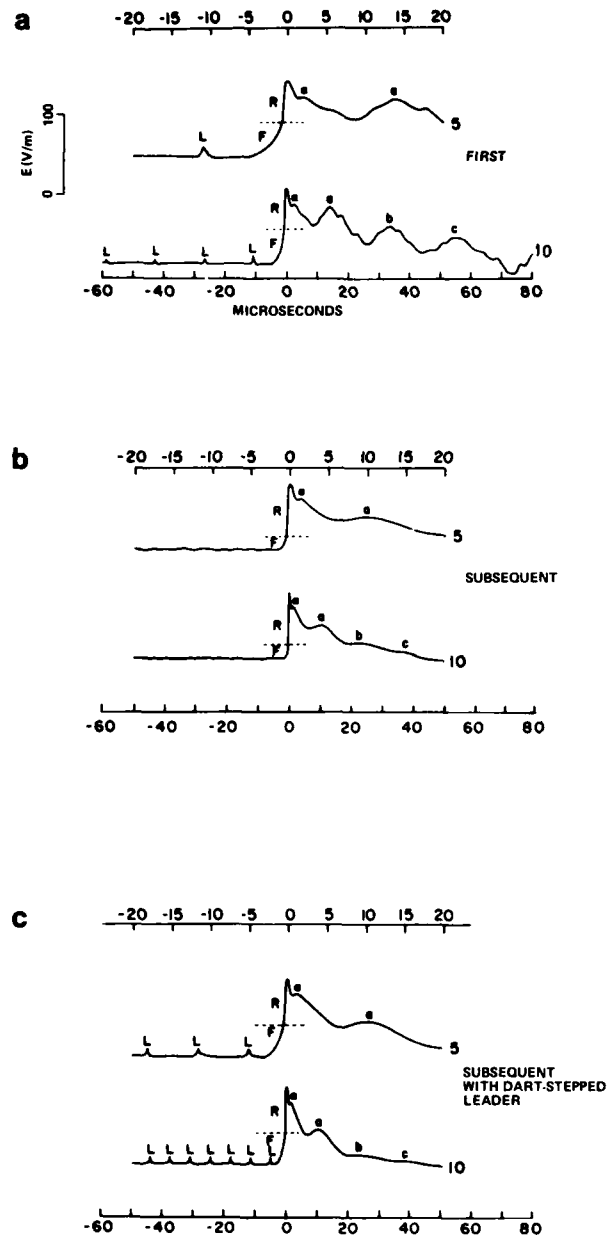 a
-20 -15 -10 -5 0 5 10 15 20
E (V/m)
100
0
L F R a a 5
FIRST
L L L L F R a a b c 10
-60 -40 -20 0 20 40 60 80
MICROSECONDS
b
-20 -15 -10 -5 0 5 10 15 20
F R a a 5
SUBSEQUENT
F R a a b c 10
-60 -40 -20 0 20 40 60 80
c
-20 -15 -10 -5 0 5 10 15 20
L L L F R a a 5
SUBSEQUENT
WITH DART-STEPPED
LEADER
L L L L L L L F R a a b c 10
-60 -40 -20 0 20 40 60 80